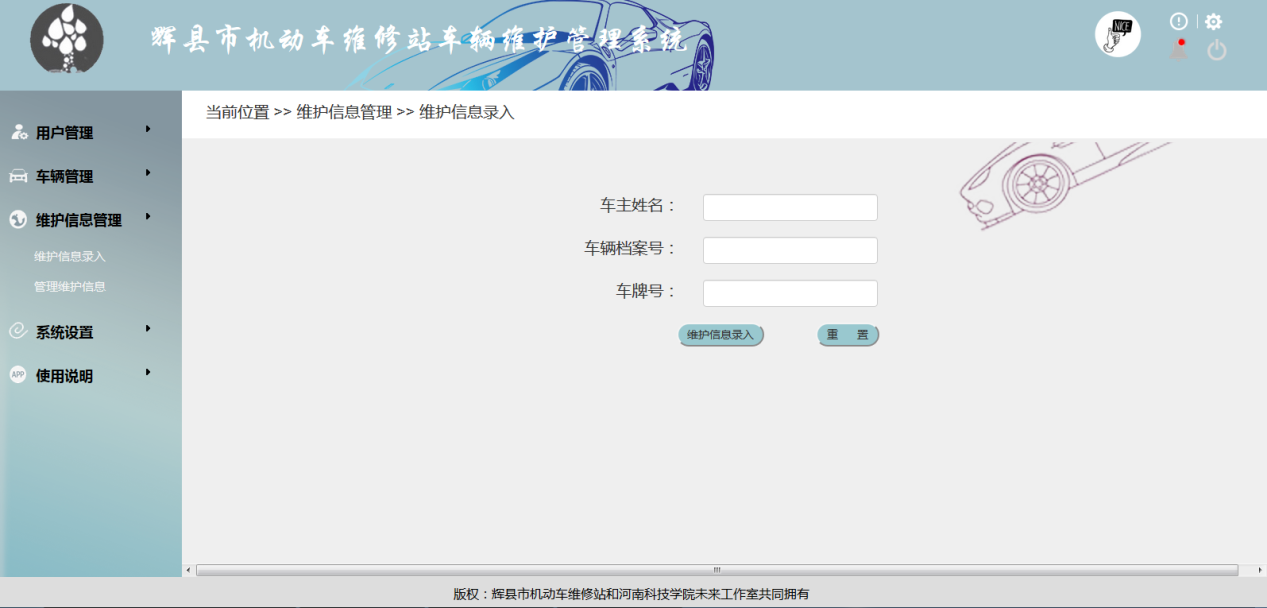 辉县市机动车维修站车辆维护管理系统
NICE
当前位置 >> 维护信息管理 >> 维护信息录入
用户管理
车辆管理
维护信息管理
维护信息录入
管理维护信息
系统设置
APP 使用说明
车主姓名：
车辆档案号：
车牌号：
维护信息录入 重 置
版权：辉县市机动车维修站和河南科技学院未来工作室共同拥有